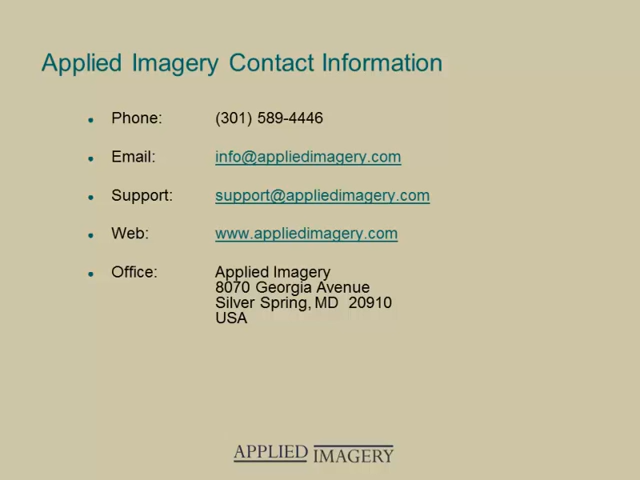 Applied Imagery Contact Information
• Phone: (301) 589-4446
• Email: info@appliedimagery.com
• Support: support@appliedimagery.com
• Web: www.appliedimagery.com
• Office: Applied Imagery
8070 Georgia Avenue
Silver Spring, MD 20910
USA
APPLIED IMAGERY